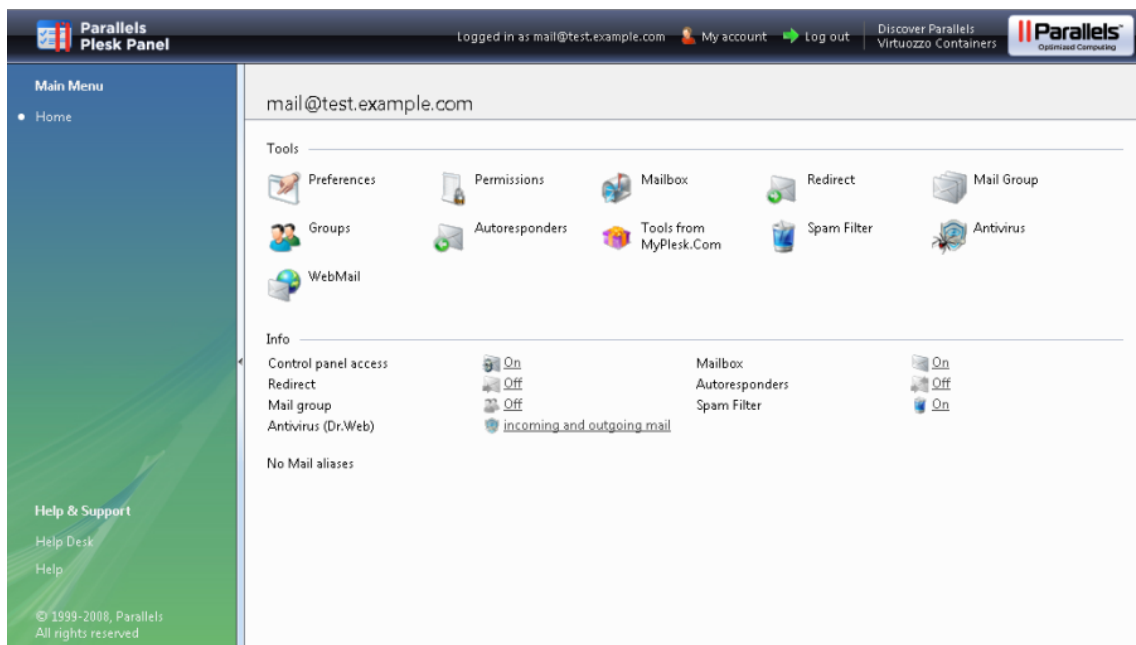 Parallels
Plesk Panel
Logged in as mail@test.example.com My account Log out
Discover Parallels
Virtuozzo Containers
Parallels™
Optimized Computing
Main Menu
Home
mail@test.example.com
Tools
Preferences Permissions Mailbox Redirect Mail Group
Groups Autoresponders Tools from
MyPlesk.Com Spam Filter Antivirus
WebMail
Info
Control panel access On Mailbox On
Redirect Off Autoresponders Off
Mail group Off Spam Filter On
Antivirus (Dr.Web) incoming and outgoing mail
No Mail aliases
Help & Support
Help Desk
Help
© 1999-2008, Parallels
All rights reserved